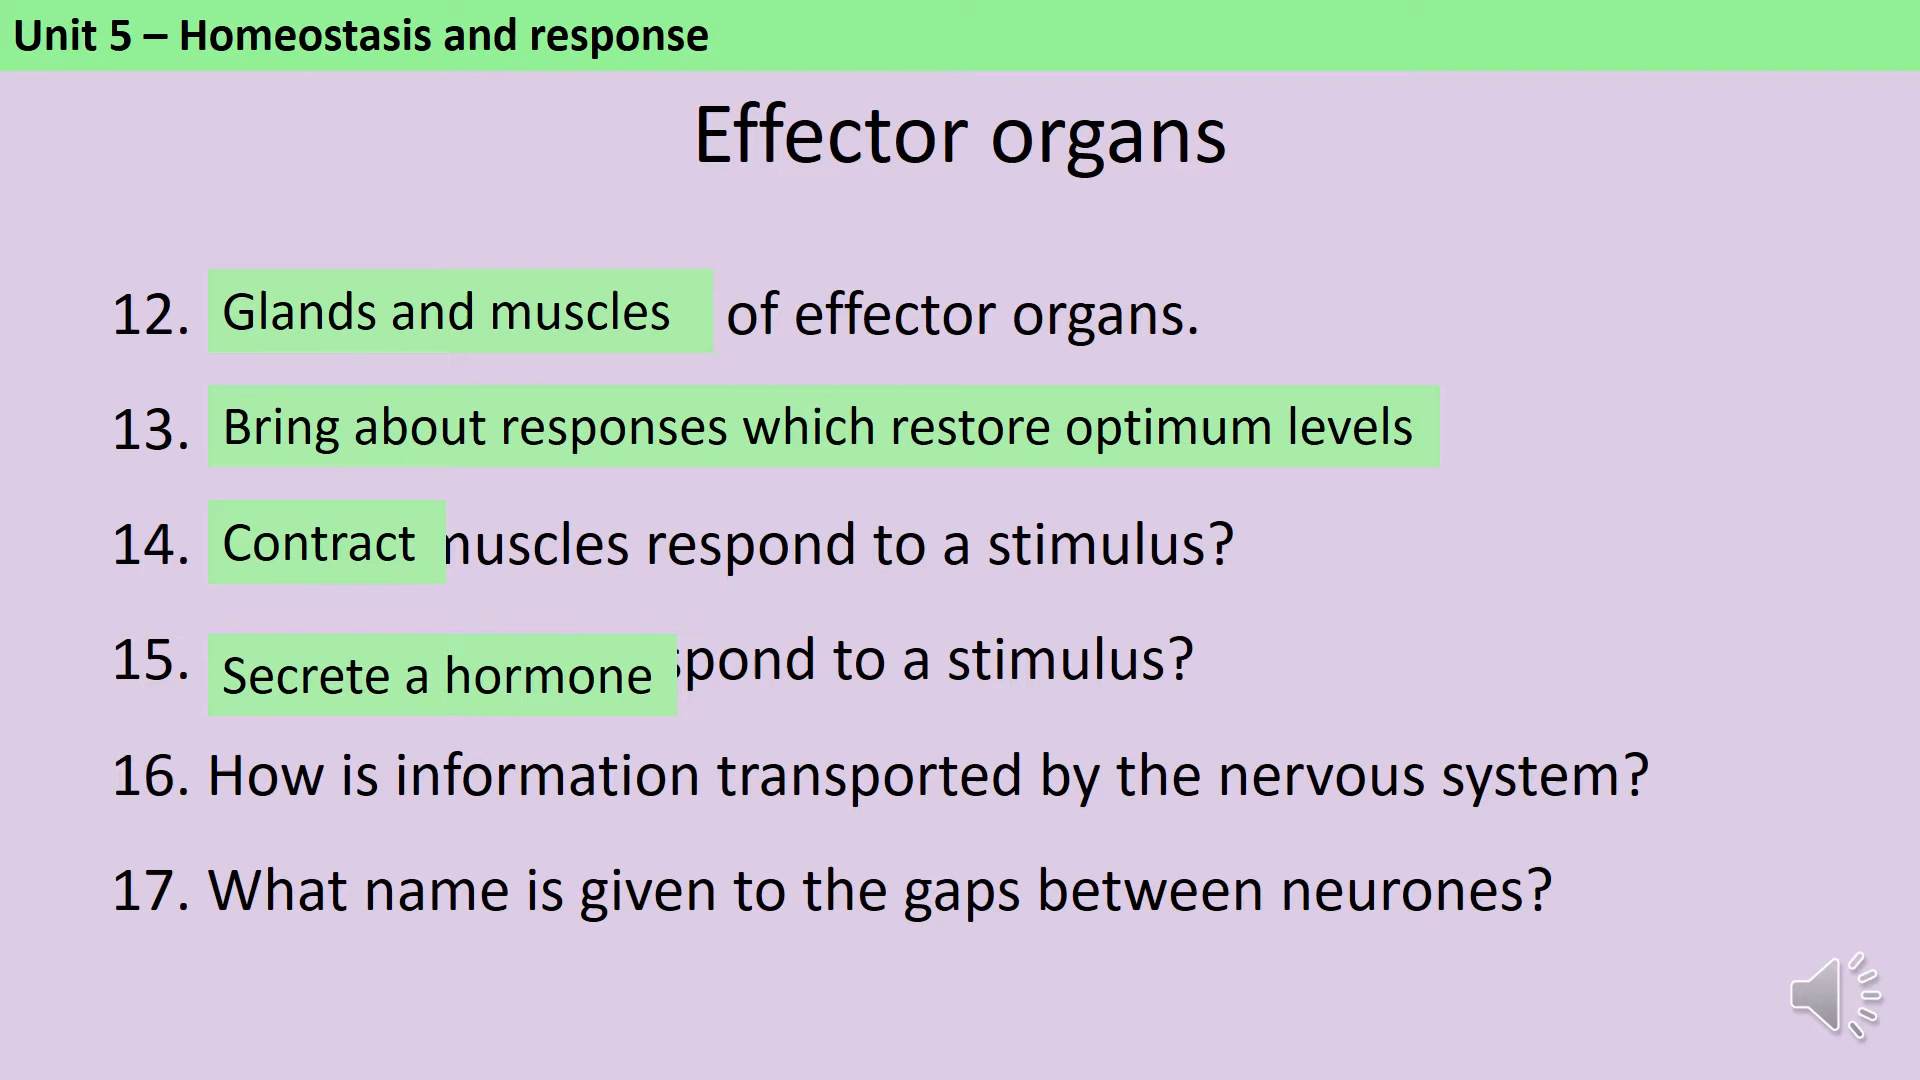 Unit 5 – Homeostasis and response
Effector organs
12. Glands and muscles of effector organs.
13. Bring about responses which restore optimum levels
14. Contract muscles respond to a stimulus?
15. Secrete a hormone spond to a stimulus?
16. How is information transported by the nervous system?
17. What name is given to the gaps between neurones?